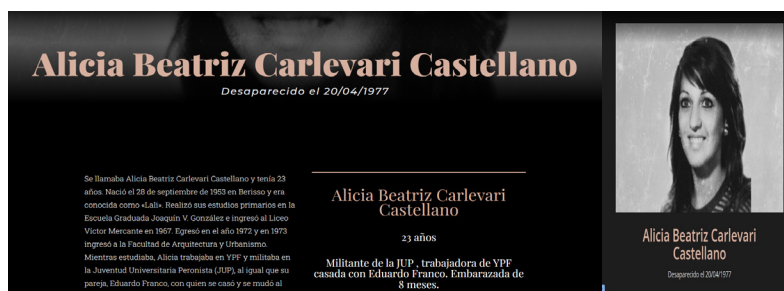 Alicia Beatriz Carlevari Castellano
Desaparecido el 20/04/1977
Se llamaba Alicia Beatriz Carlevari Castellano y tenía 23
años. Nació el 28 de septiembre de 1953 en Berisso y era
conocida como «Lali». Realizó sus estudios primarios en la
Escuela Graduada Joaquín V. González e ingresó al Liceo
Víctor Mercante en 1967. Egresó en el año 1972 y en 1973
ingresó a la Facultad de Arquitectura y Urbanismo.
Mientras estudiaba, Alicia trabajaba en YPF y militaba en
la Juventud Universitaria Peronista (JUP), al igual que su
pareja, Eduardo Franco, con quien se casó y se mudó al
Alicia Beatriz Carlevari
Castellano
23 años
Militante de la JUP , trabajadora de YPF
casada con Eduardo Franco. Embarazada de
8 meses.
Alicia Beatriz Carlevari
Castellano
Desaparecido el 20/04/1977